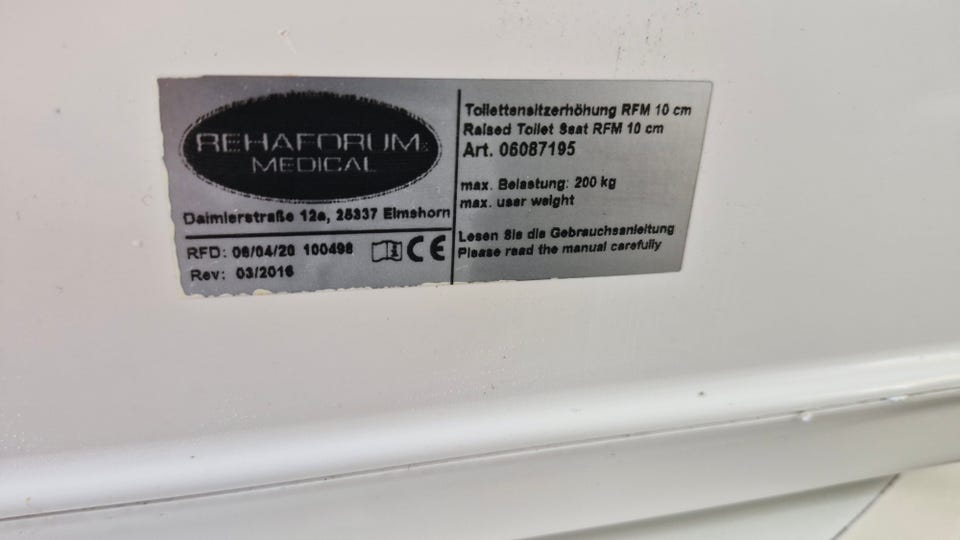 REHAFORUM
MEDICAL
Daimlerstraße 12a, 25337 Elmshorn
RFD: 06/04/20 100498
CE
Rev: 03/2016
Toilettensitzerhöhung RFM 10 cm
Raised Toilet Seat RFM 10 cm
Art. 06087195
max. Belastung: 200 kg
max. user weight
Lesen Sie die Gebrauchsanleitung
Please read the manual carefully